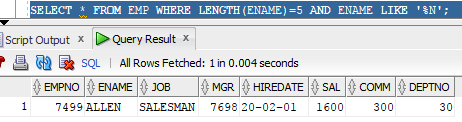 SELECT * FROM EMP WHERE LENGTH(ENAME)=5 AND ENAME LIKE '%N';
Script Output Query Result
SQL All Rows Fetched: 1 in 0.004 seconds
EMPNO ENAME JOB MGR HIREDATE SAL COMM DEPTNO
1 7499 ALLEN SALESMAN 7698 20-02-01 1600 300 30